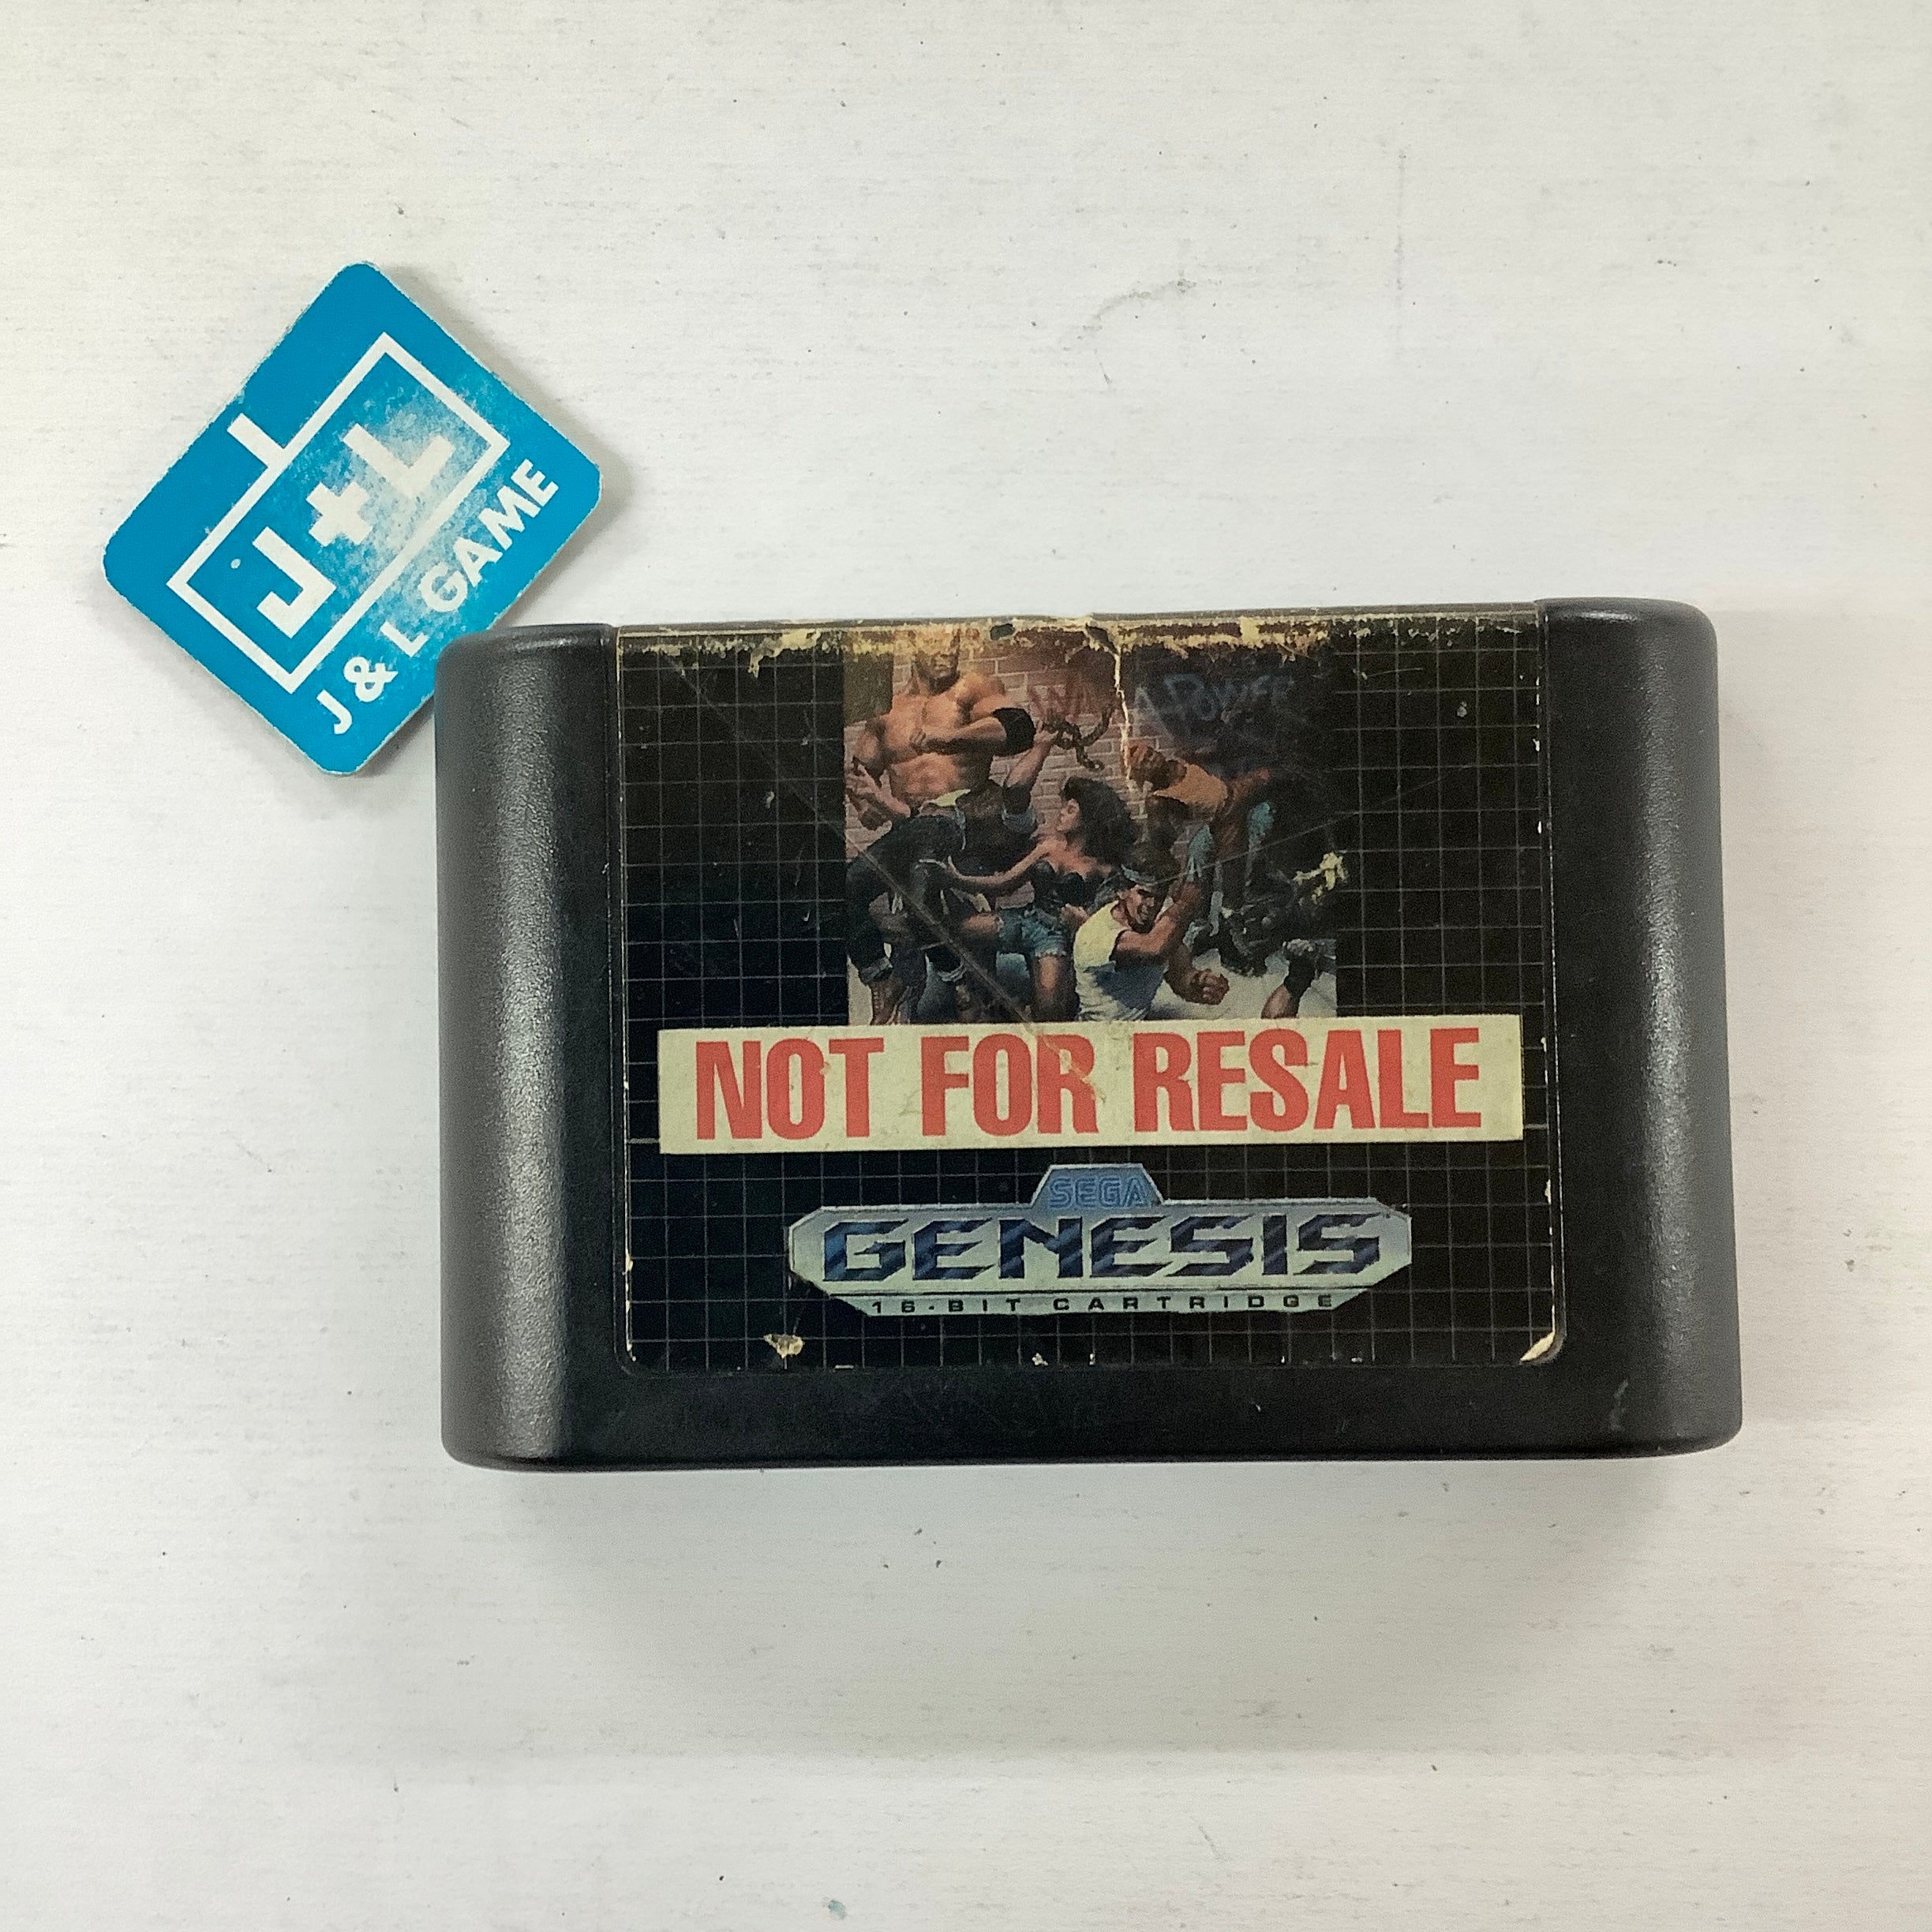 J+L
J & L GAME
NOT FOR RESALE
SEGA
GENESIS
16-BIT CARTRIDGE